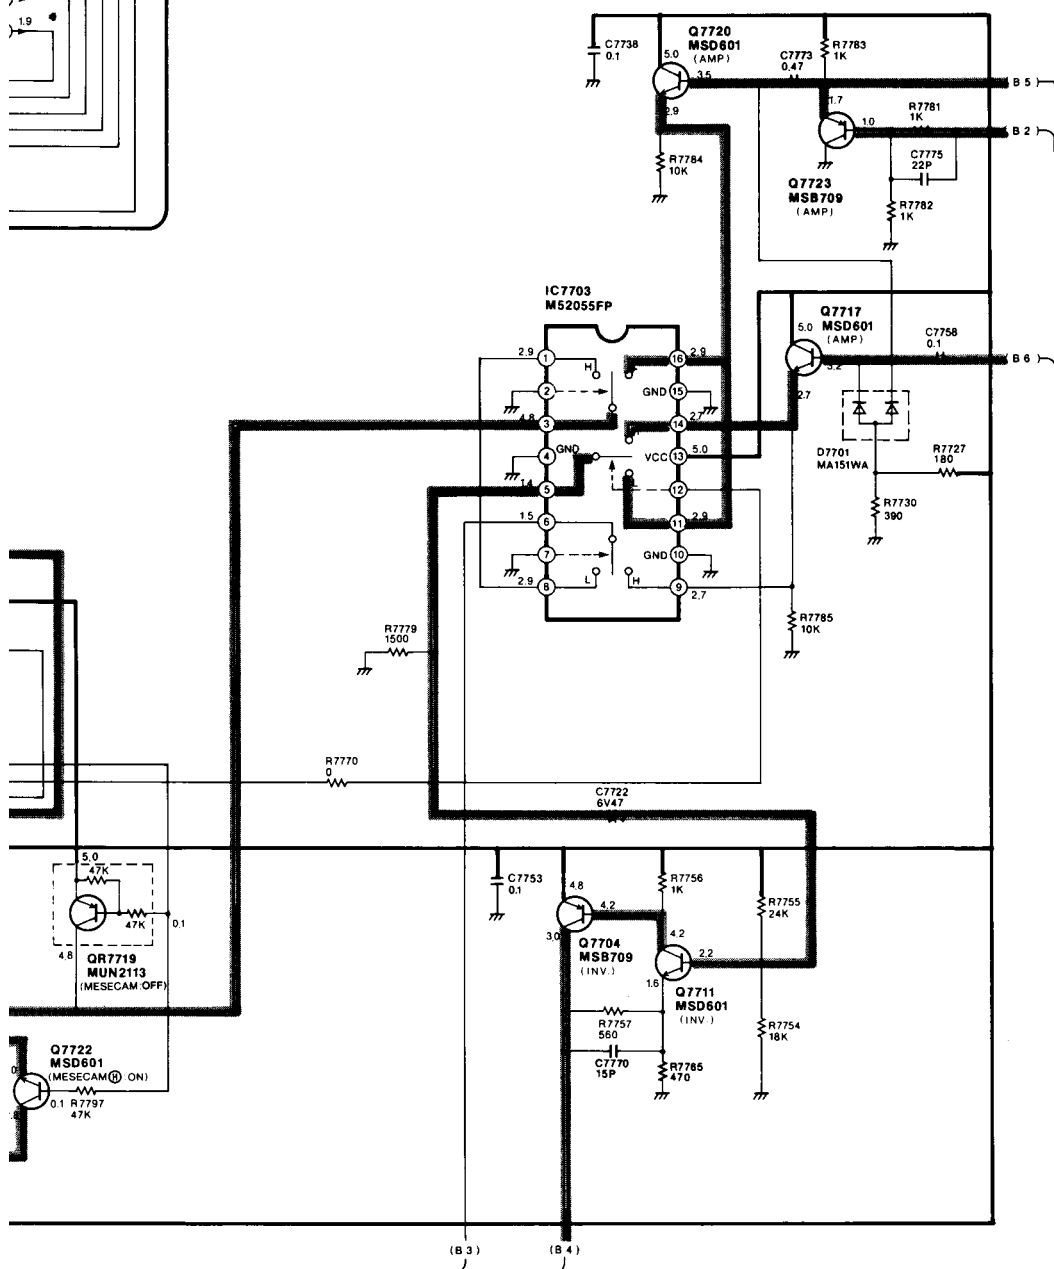 1.9
C7738
0.1
Q7720
MSD601
(AMP)
5.0
3.5
2.9
C7773
0.47
R7783
1K
B 5 )
1.7
1.0
R7781
1K
B 2 )
R7784
10K
Q7723
MSB709
(AMP)
C7775
22P
R7782
1K
IC7703
M52055FP
Q7717
MSD601
(AMP)
5.0
3.2
2.7
C7758
0.1
B 6 )
2.9
1
H
16
2.9
2
GND
15
4.8
3
14
2.7
4
GND
VCC
13
5.0
1.4
5
L
12
1.5
6
11
2.9
7
GND
10
2.9
8
L
H
9
2.7
D7701
MA151WA
R7727
180
R7730
390
R7785
10K
R7779
1500
R7770
0
C7722
6V47
5.0
47K
47K
0.1
4.8
QR7719
MUN2113
(MESECAM:OFF)
C7753
0.1
4.8
4.2
3.0
Q7704
MSB709
(INV.)
R7756
1K
4.2
2.2
1.6
Q7711
MSD601
(INV.)
R7755
24K
R7757
560
C7770
15P
R7765
470
R7754
18K
Q7722
MSD601
(MESECAM Ⓗ : ON)
0.1
R7797
47K
(B 3)
(B 4)